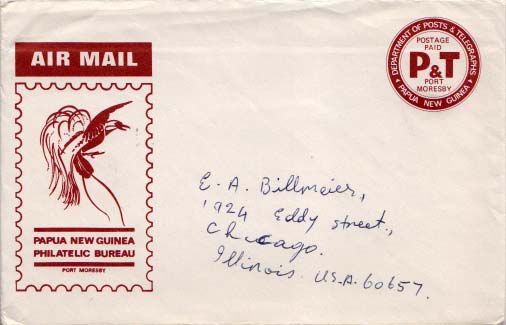 AIR MAIL
PAPUA NEW GUINEA
PHILATELIC BUREAU
PORT MORESBY
DEPARTMENT OF POSTS & TELEGRAPHS
POSTAGE
PAID
P&T
PORT
MORESBY
PAPUA NEW GUINEA
E. A. Billmeier,
1924 Eddy street.,
Chicago.
Illinois. U.S.A. 60657.